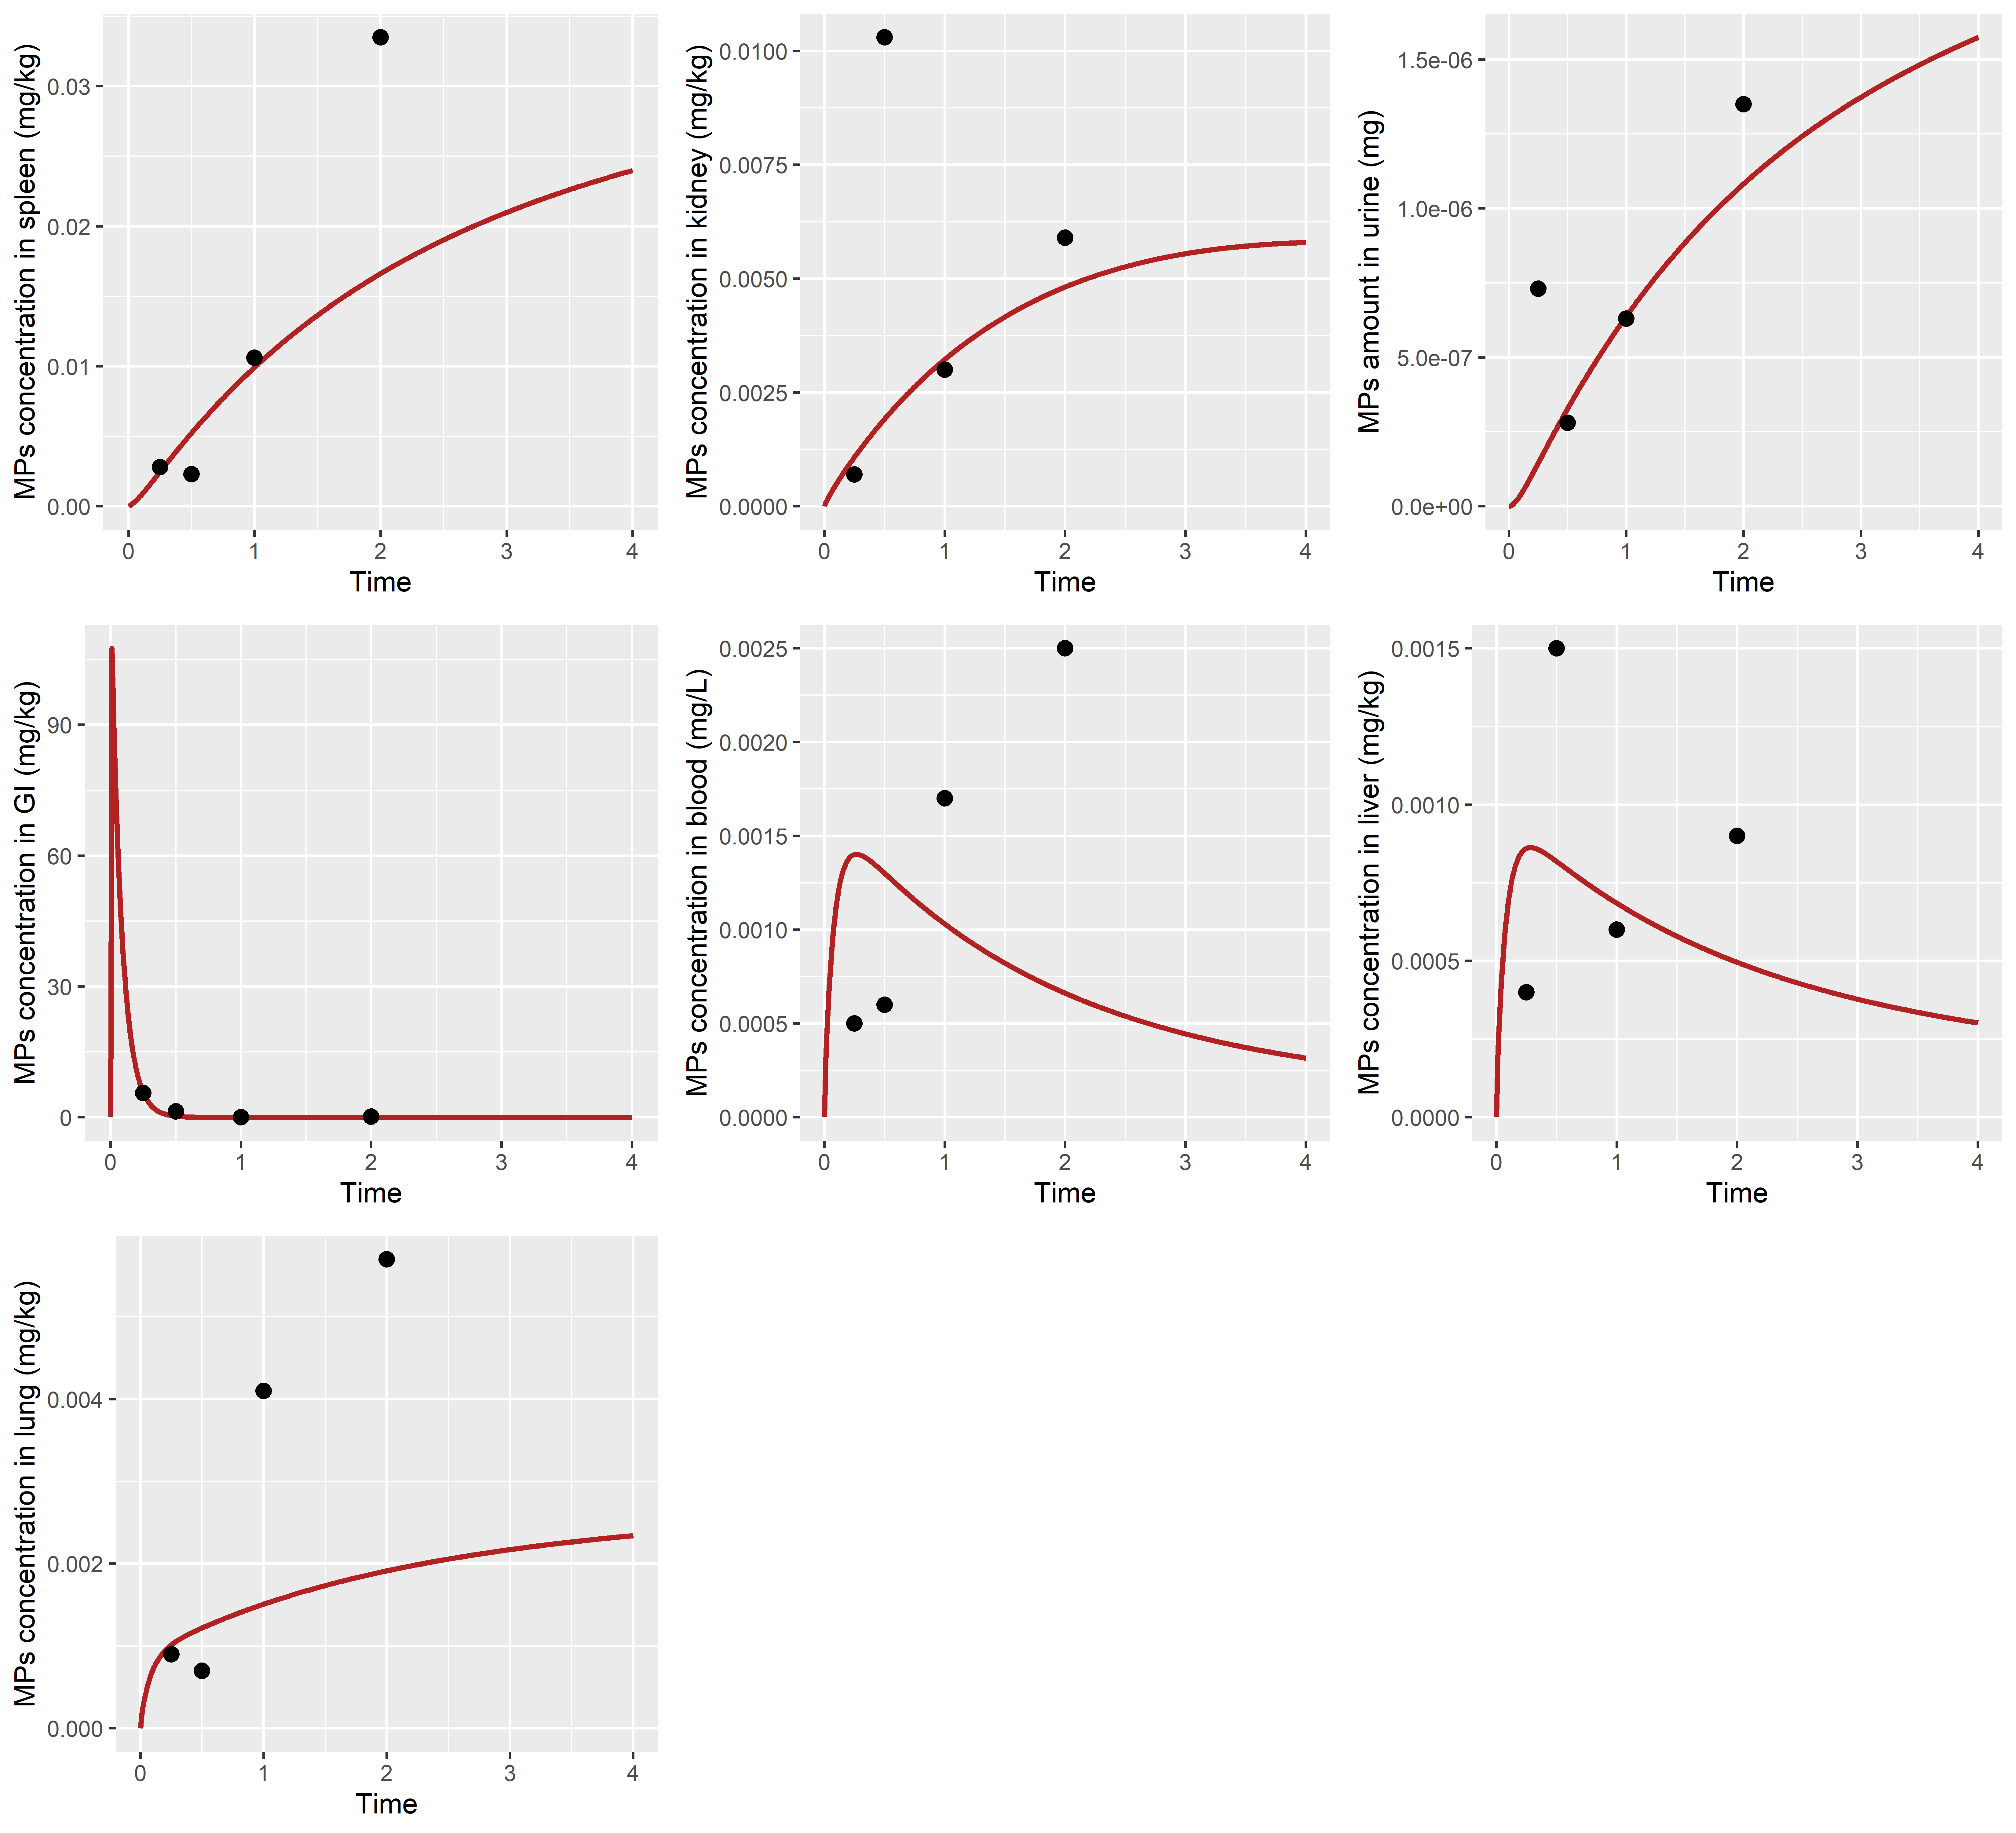 MPs concentration in spleen (mg/kg)
0.03
0.02
0.01
0.00
0 1 2 3 4
Time
MPs concentration in kidney (mg/kg)
0.0100
0.0075
0.0050
0.0025
0.0000
0 1 2 3 4
Time
MPs amount in urine (mg)
1.5e-06
1.0e-06
5.0e-07
0.0e+00
0 1 2 3 4
Time
MPs concentration in GI (mg/kg)
90
60
30
0
0 1 2 3 4
Time
MPs concentration in blood (mg/L)
0.0025
0.0020
0.0015
0.0010
0.0005
0.0000
0 1 2 3 4
Time
MPs concentration in liver (mg/kg)
0.0015
0.0010
0.0005
0.0000
0 1 2 3 4
Time
MPs concentration in lung (mg/kg)
0.004
0.002
0.000
0 1 2 3 4
Time